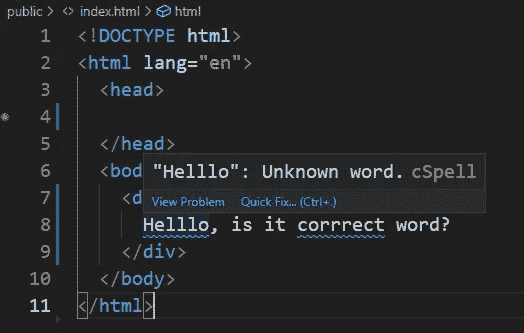 public > index.html > html
1 <!DOCTYPE html>
2 <html lang="en">
3 <head>
4
5 </head>
6 <bod
"Helllo": Unknown word. cSpell
7 <d
View Problem Quick Fix... (Ctrl+.)
8 Helllo, is it corrrect word?
9 </div>
10 </body>
11 </html>